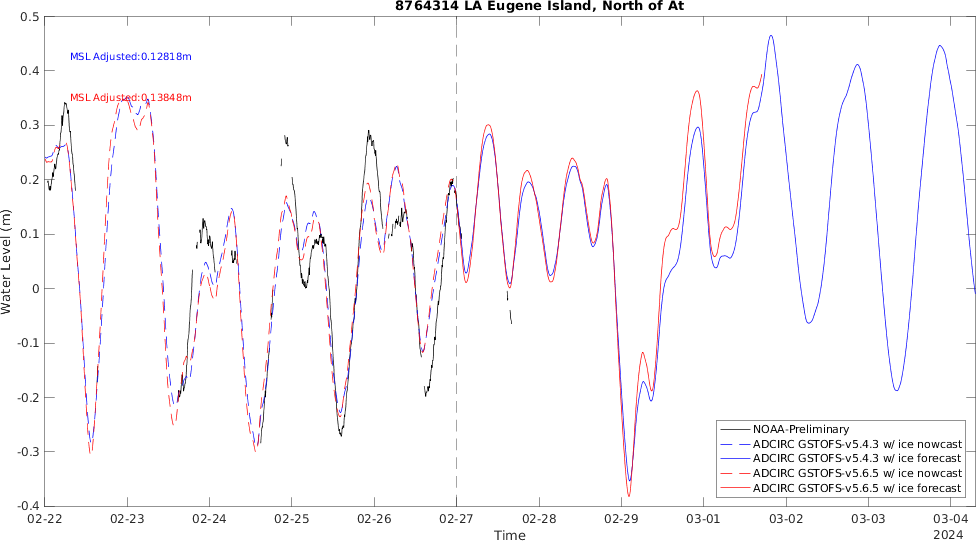 8764314 LA Eugene Island, North of At
MSL Adjusted:0.12818m
MSL Adjusted:0.13848m
Water Level (m)
0.5
0.4
0.3
0.2
0.1
0
-0.1
-0.2
-0.3
-0.4
NOAA-Preliminary
ADCIRC GSTOFS-v5.4.3 w/ ice nowcast
ADCIRC GSTOFS-v5.4.3 w/ ice forecast
ADCIRC GSTOFS-v5.6.5 w/ ice nowcast
ADCIRC GSTOFS-v5.6.5 w/ ice forecast
02-22 02-23 02-24 02-25 02-26 02-27 02-28 02-29 03-01 03-02 03-03 03-04
Time
2024